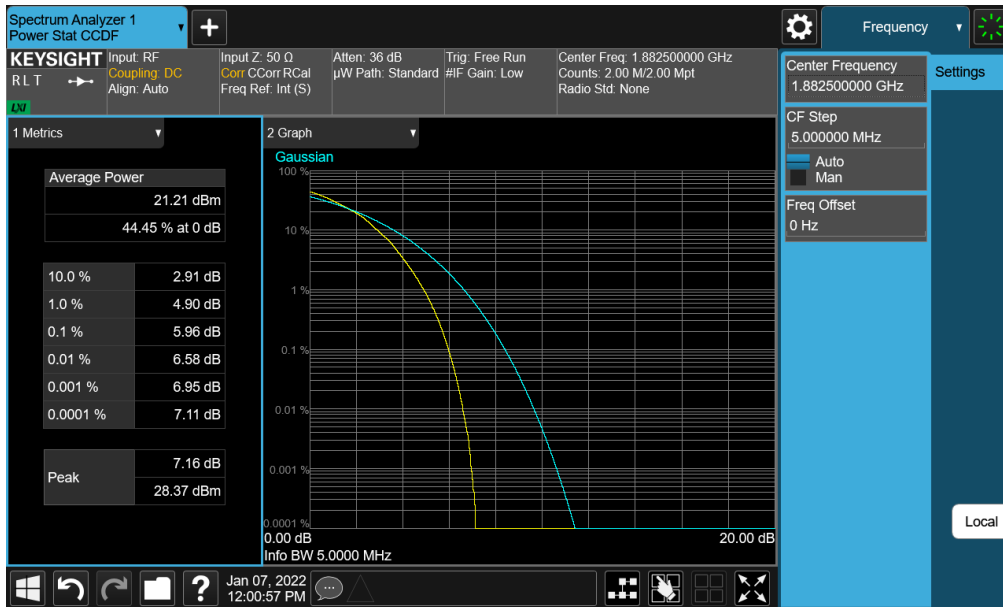 Spectrum Analyzer 1
Power Stat CCDF
Frequency
KEYSIGHT
R L T
LXI
Input: RF
Coupling: DC
Align: Auto
Input Z: 50 Ω
Corr CCorr RCal
Freq Ref: Int (S)
Atten: 36 dB
µW Path: Standard
Trig: Free Run
#IF Gain: Low
Center Freq: 1.882500000 GHz
Counts: 2.00 M/2.00 Mpt
Radio Std: None
Center Frequency
1.882500000 GHz
Settings
CF Step
5.000000 MHz
Auto
Man
Freq Offset
0 Hz
Local
1 Metrics
Average Power
21.21 dBm
44.45 % at 0 dB
10.0 % 2.91 dB
1.0 % 4.90 dB
0.1 % 5.96 dB
0.01 % 6.58 dB
0.001 % 6.95 dB
0.0001 % 7.11 dB
Peak
7.16 dB
28.37 dBm
2 Graph
Gaussian
100 %
10 %
1 %
0.1 %
0.01 %
0.001 %
0.0001 %
0.00 dB 20.00 dB
Info BW 5.0000 MHz
?
Jan 07, 2022
12:00:57 PM